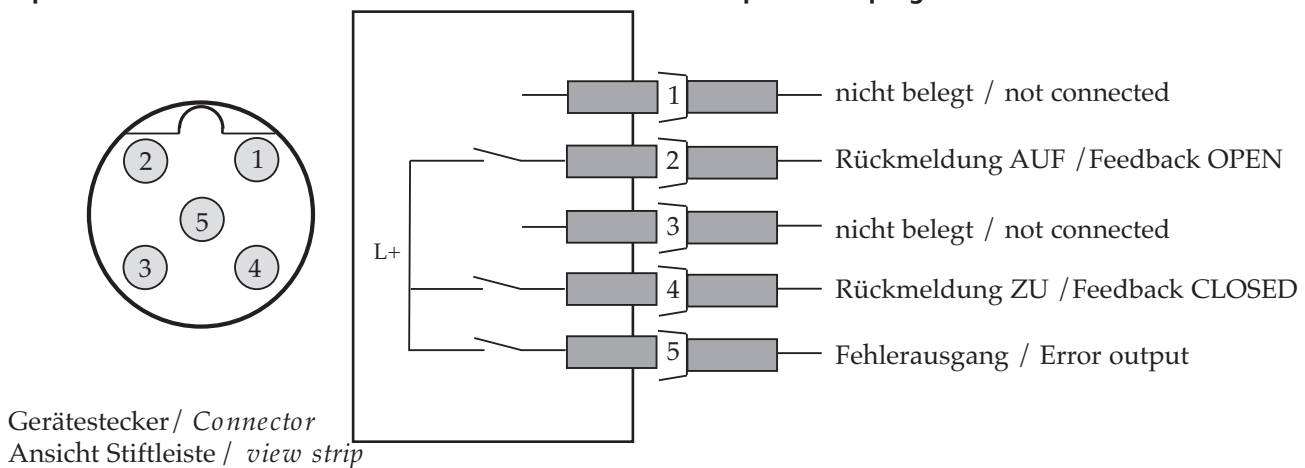 2
1
5
3
4
L+
1 nicht belegt / not connected
2 Rückmeldung AUF /Feedback OPEN
3 nicht belegt / not connected
4 Rückmeldung ZU /Feedback CLOSED
5 Fehlerausgang / Error output
Gerätestecker/ Connector
Ansicht Stiftleiste / view strip